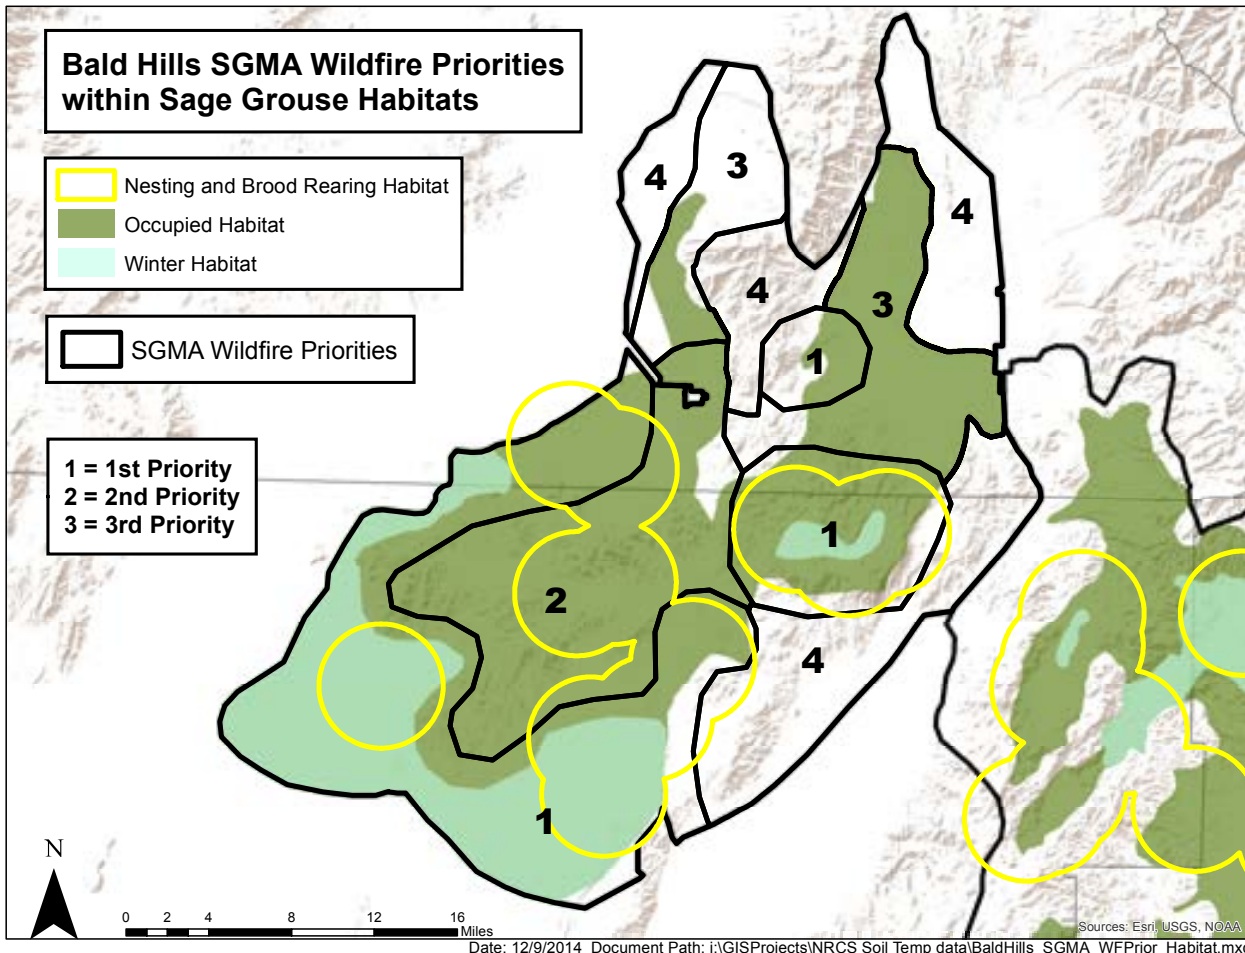 Bald Hills SGMA Wildfire Priorities
within Sage Grouse Habitats
Nesting and Brood Rearing Habitat
Occupied Habitat
Winter Habitat
SGMA Wildfire Priorities
1 = 1st Priority
2 = 2nd Priority
3 = 3rd Priority
4
3
4
4
3
1
1
2
4
1
N
0 2 4 8 12 16
Miles
Sources: Esri, USGS, NOAA
Date: 12/9/2014 Document Path: i:\GISProjects\NRCS Soil Temp data\BaldHills_SGMA_WFPrior_Habitat.mxd